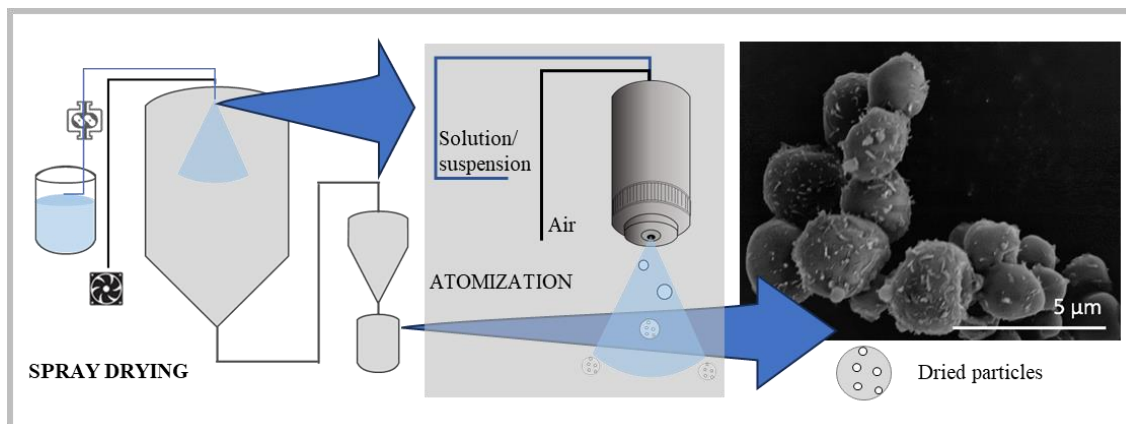 SPRAY DRYING
Solution/
suspension
Air
ATOMIZATION
5 µm
Dried particles